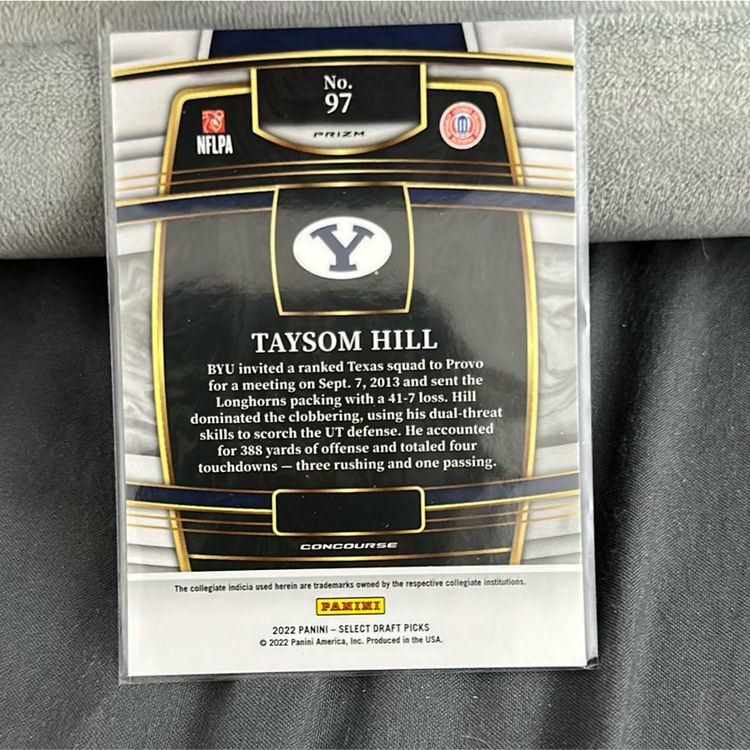 No.
97
PRIZM
NFLPA
Y
TAYSOM HILL
BYU invited a ranked Texas squad to Provo
for a meeting on Sept. 7, 2013 and sent the
Longhorns packing with a 41-7 loss. Hill
dominated the clobbering, using his dual-threat
skills to scorch the UT defense. He accounted
for 388 yards of offense and totaled four
touchdowns — three rushing and one passing.
CONCOURSE
The collegiate indicia used herein are trademarks owned by the respective collegiate institutions.
PANINI
2022 PANINI – SELECT DRAFT PICKS
© 2022 Panini America, Inc. Produced in the USA.